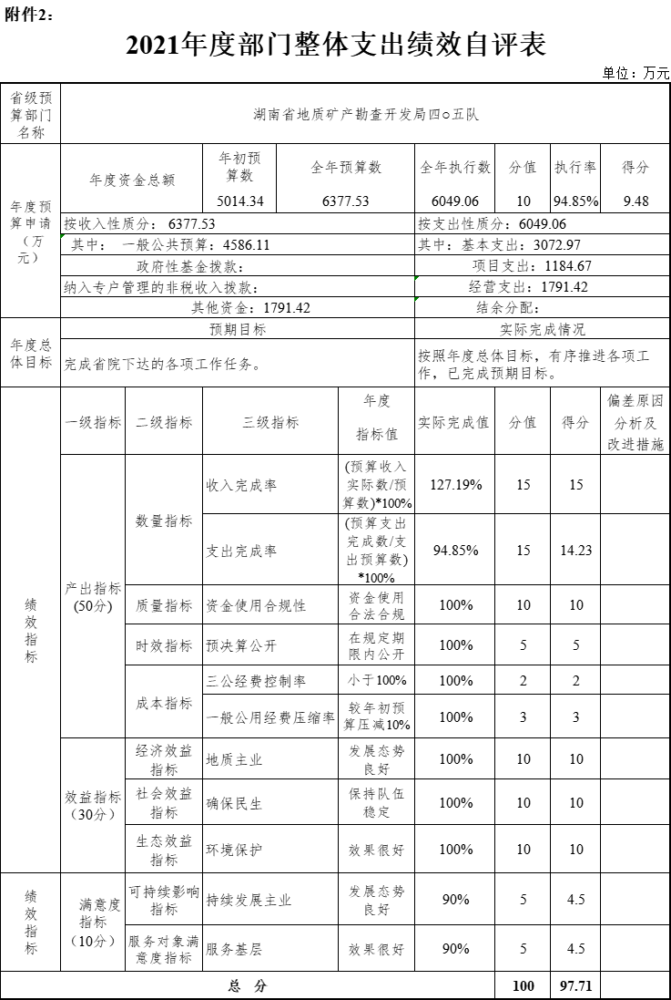 附件2：
2021年度部门整体支出绩效自评表
单位：万元
省级预
算部门
名称
湖南省地质矿产勘查开发局四○五队
年度预
算申请
（万
元）
年度资金总额
年初预
算数
全年预算数
全年执行数
分值
执行率
得分
5014.34
6377.53
6049.06
10
94.85%
9.48
按收入性质分： 6377.53
按支出性质分：6049.06
其中： 一般公共预算：4586.11
其中：基本支出：3072.97
政府性基金拨款：
项目支出：1184.67
纳入专户管理的非税收入拨款：
经营支出：1791.42
其他资金：1791.42
结余分配：
年度总
体目标
预期目标
实际完成情况
完成省院下达的各项工作任务。
按照年度总体目标，有序推进各项工
作，已完成预期目标。
绩
效
指
标
一级指标
二级指标
三级指标
年度
指标值
实际完成值
分值
得分
偏差原因
分析及
改进措施
产出指标
(50分)
数量指标
收入完成率
(预算收入
实际数/预
算数)*100%
127.19%
15
15
支出完成率
(预算支出
完成数/支
出预算数)
*100%
94.85%
15
14.23
质量指标
资金使用合规性
资金使用
合法合规
100%
10
10
时效指标
预决算公开
在规定期
限内公开
100%
5
5
成本指标
三公经费控制率
小于100%
100%
2
2
一般公用经费压缩率
较年初预
算压减10%
100%
3
3
效益指标
（30分）
经济效益
指标
地质主业
发展态势
良好
100%
10
10
社会效益
指标
确保民生
保持队伍
稳定
100%
10
10
生态效益
指标
环境保护
效果很好
100%
10
10
绩
效
指
标
满意度
指标
（10分）
可持续影响
指标
持续发展主业
发展态势
良好
90%
5
4.5
服务对象满
意度指标
服务基层
效果很好
90%
5
4.5
总 分
100
97.71